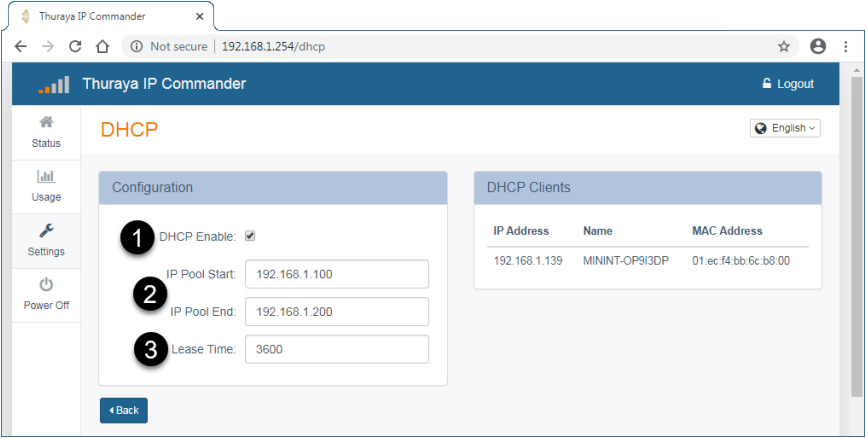 Thuraya IP Commander
Not secure | 192.168.1.254/dhcp
Thuraya IP Commander
Logout
Status
DHCP
English
Usage
Configuration
DHCP Clients
1 DHCP Enable:
IP Address Name MAC Address
Settings
192.168.1.139 MININT-OP9I3DP 01:ec:f4:bb:6c:b8:00
2
IP Pool Start: 192.168.1.100
Power Off
IP Pool End: 192.168.1.200
3 Lease Time: 3600
Back